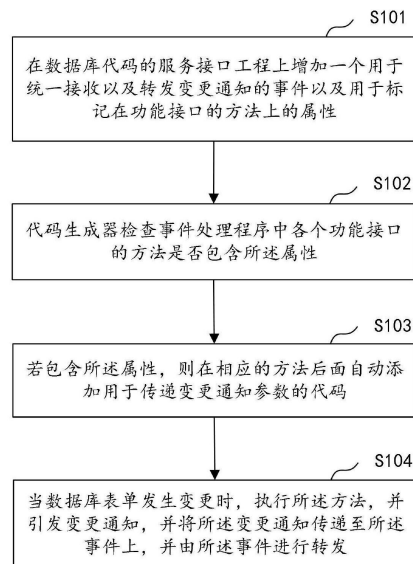 S101
在数据库代码的服务接口工程上增加一个用于
统一接收以及转发变更通知的事件以及用于标
记在功能接口的方法上的属性
S102
代码生成器检查事件处理程序中各个功能接口
的方法是否包含所述属性
S103
若包含所述属性，则在相应的方法后面自动添
加用于传递变更通知参数的代码
S104
当数据库表单发生变更时，执行所述方法，并
引发变更通知，并将所述变更通知传递至所述
事件上，并由所述事件进行转发